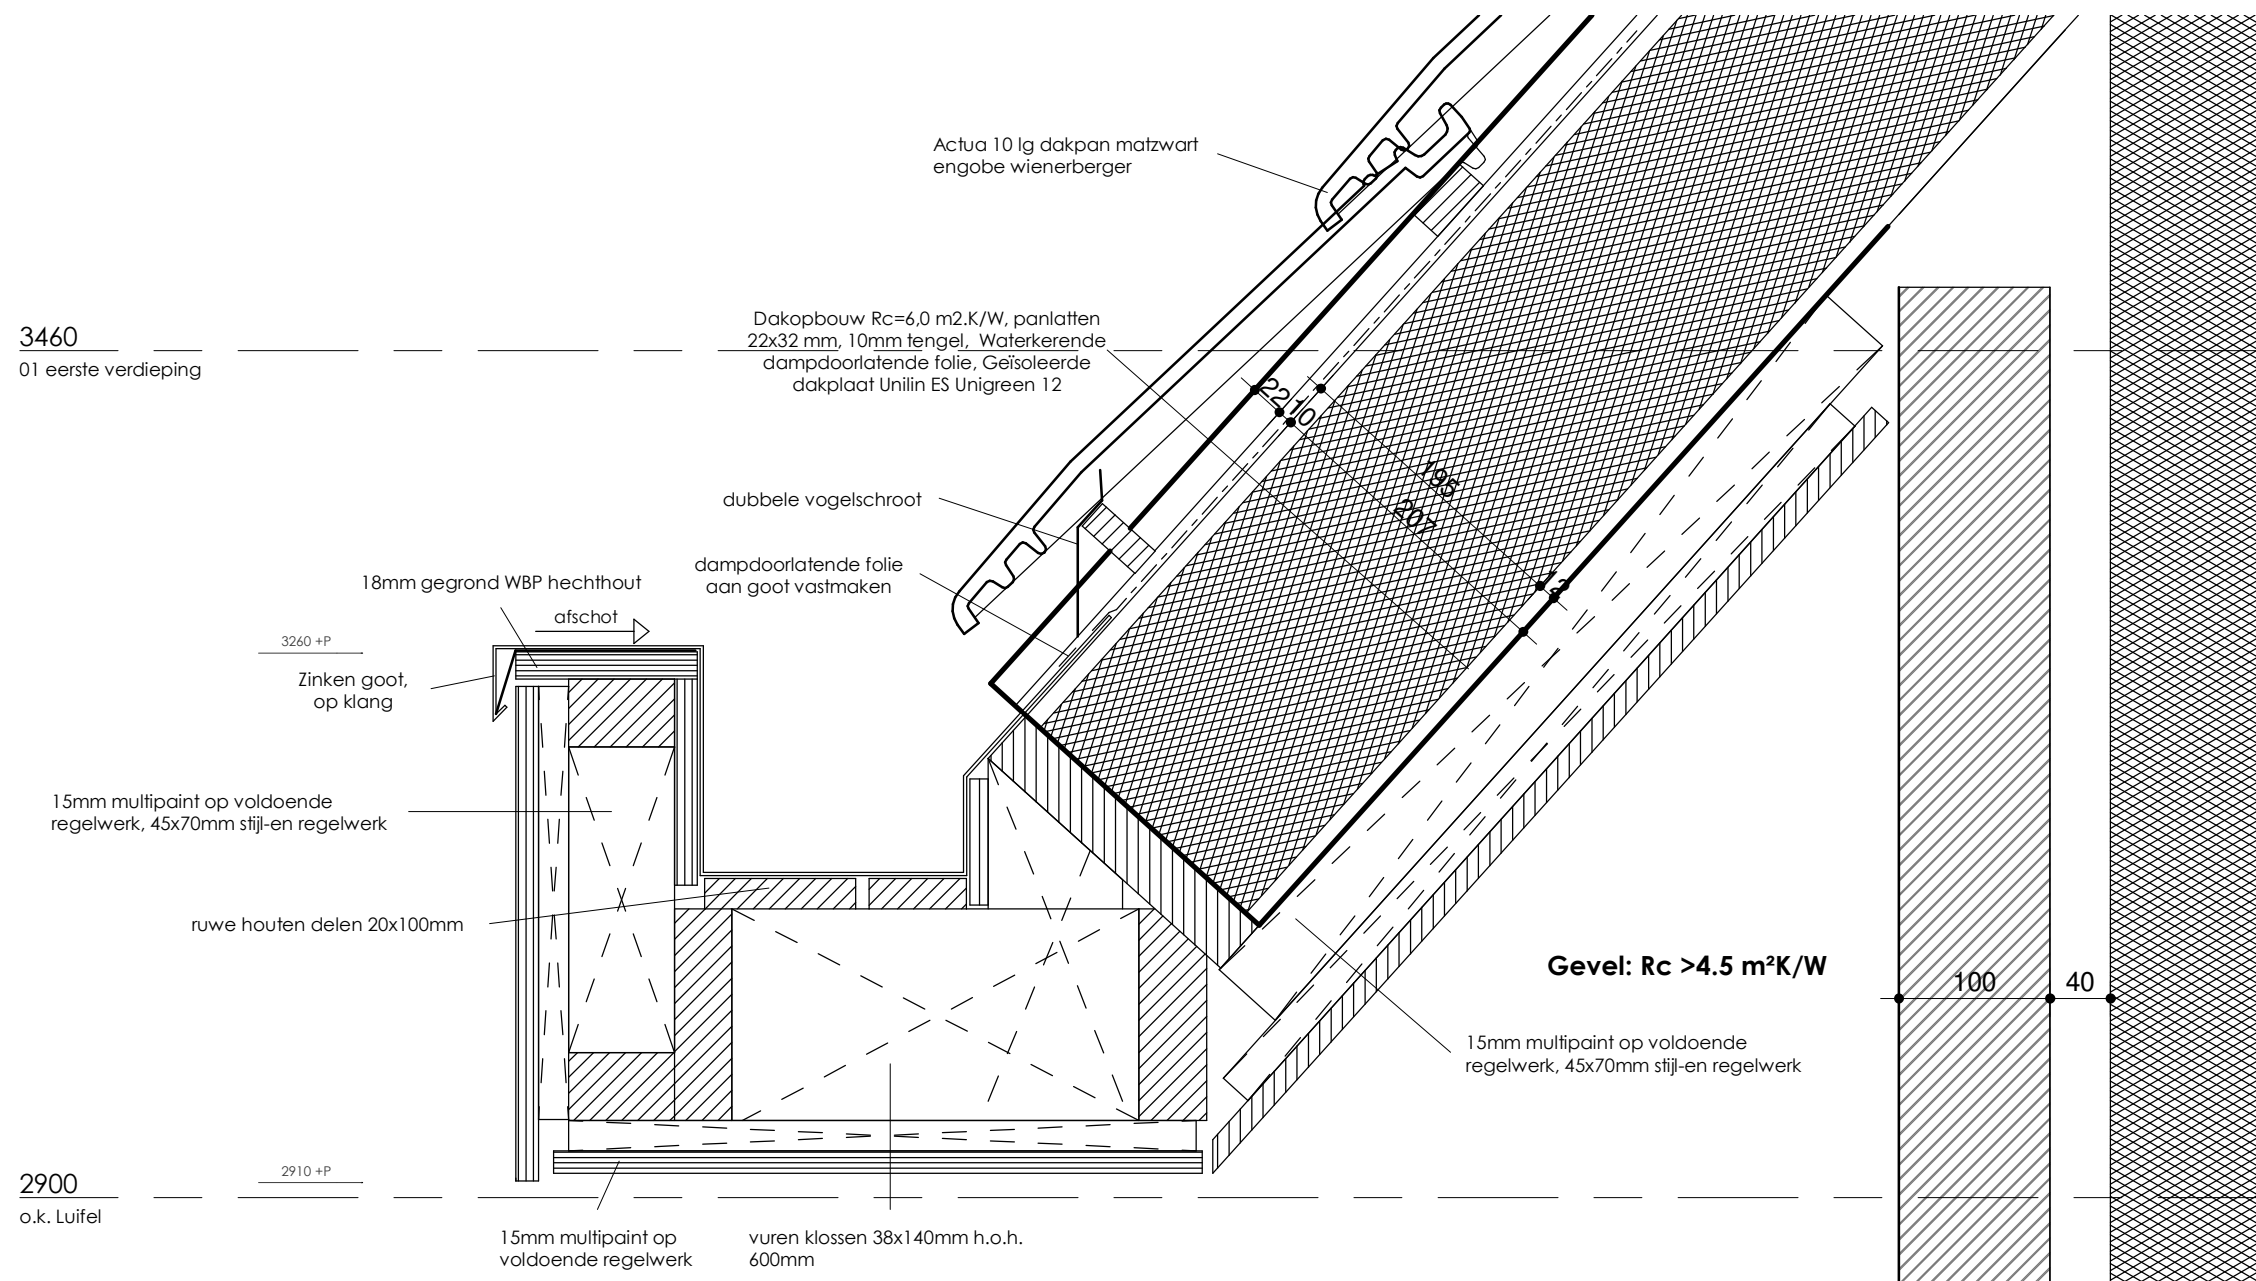 Actua 10 lg dakpan matzwart
engobe wienerberger
Dakopbouw Rc=6,0 m2.K/W, panlatten
22x32 mm, 10mm tengel, Waterkerende
dampdoorlatende folie, Geïsoleerde
dakplaat Unilin ES Unigreen 12
3460
01 eerste verdieping
22
10
195
207
12
dubbele vogelschroot
dampdoorlatende folie
aan goot vastmaken
18mm gegrond WBP hechthout
afschot
3260 +P
Zinken goot,
op klang
15mm multipaint op voldoende
regelwerk, 45x70mm stijl-en regelwerk
ruwe houten delen 20x100mm
Gevel: Rc >4.5 m²K/W
100
40
15mm multipaint op voldoende
regelwerk, 45x70mm stijl-en regelwerk
2900
2910 +P
o.k. Luifel
15mm multipaint op
voldoende regelwerk
vuren klossen 38x140mm h.o.h.
600mm